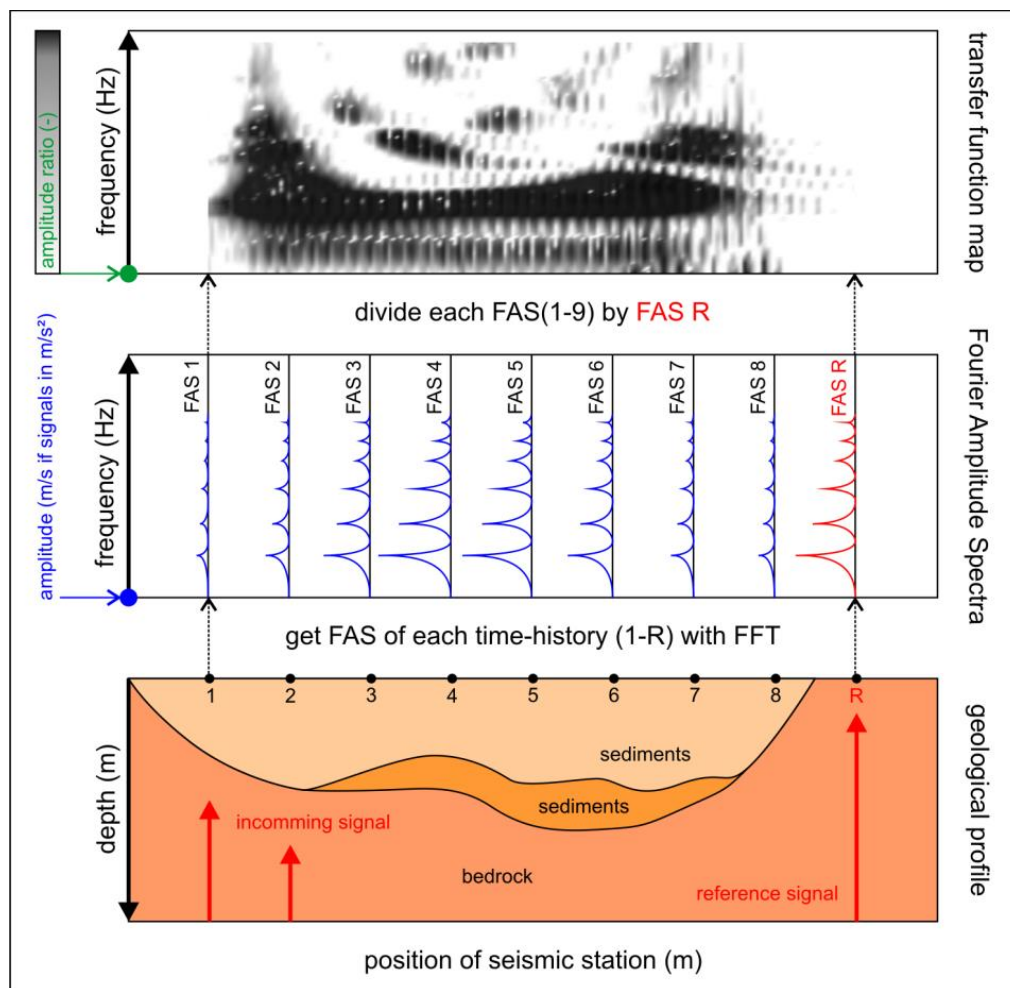 amplitude ratio (-)
frequency (Hz)
transfer function map
divide each FAS(1-9) by FAS R
amplitude (m/s if signals in m/s²)
frequency (Hz)
FAS 1
FAS 2
FAS 3
FAS 4
FAS 5
FAS 6
FAS 7
FAS 8
FAS R
Fourier Amplitude Spectra
get FAS of each time-history (1-R) with FFT
depth (m)
1
2
3
4
5
6
7
8
R
sediments
sediments
incomming signal
bedrock
reference signal
geological profile
position of seismic station (m)